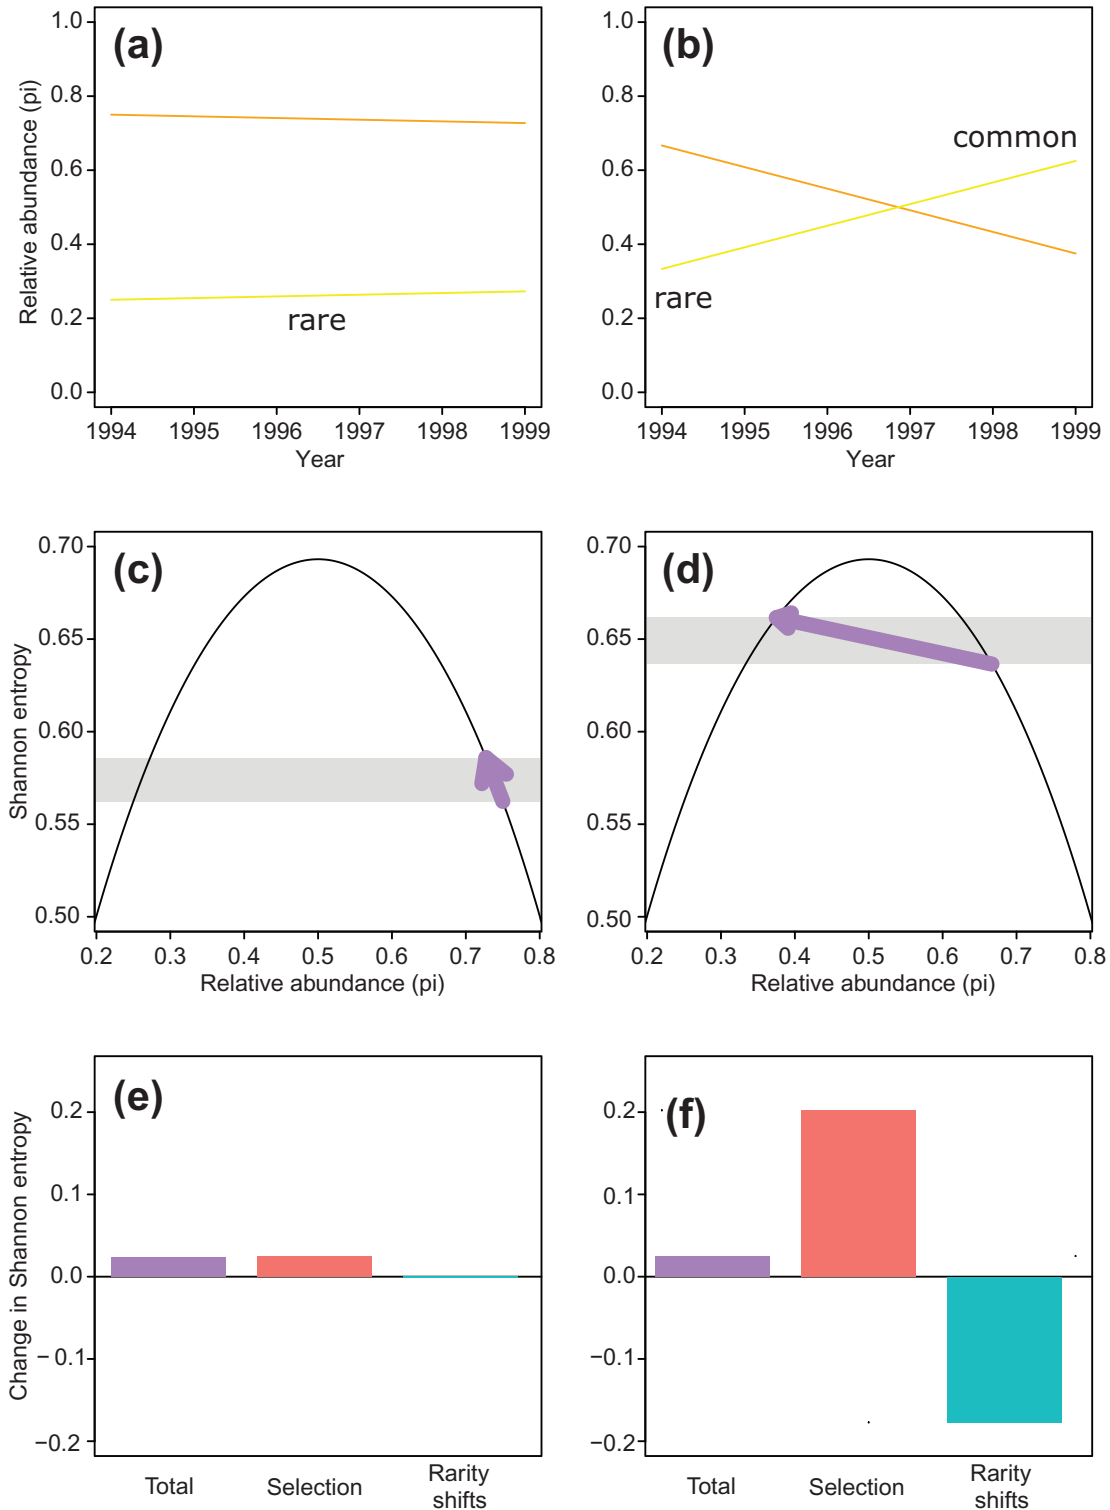 (a)
Relative abundance (pi)
1.0
0.8
0.6
0.4
0.2
0.0
rare
1994 1995 1996 1997 1998 1999
Year
(b)
1.0
0.8
0.6
0.4
0.2
0.0
common
rare
1994 1995 1996 1997 1998 1999
Year
(c)
Shannon entropy
0.70
0.65
0.60
0.55
0.50
0.2 0.3 0.4 0.5 0.6 0.7 0.8
Relative abundance (pi)
(d)
0.70
0.65
0.60
0.55
0.50
0.2 0.3 0.4 0.5 0.6 0.7 0.8
Relative abundance (pi)
(e)
Change in Shannon entropy
0.2
0.1
0.0
−0.1
−0.2
Total Selection Rarity
shifts
(f)
0.2
0.1
0.0
−0.1
−0.2
Total Selection Rarity
shifts